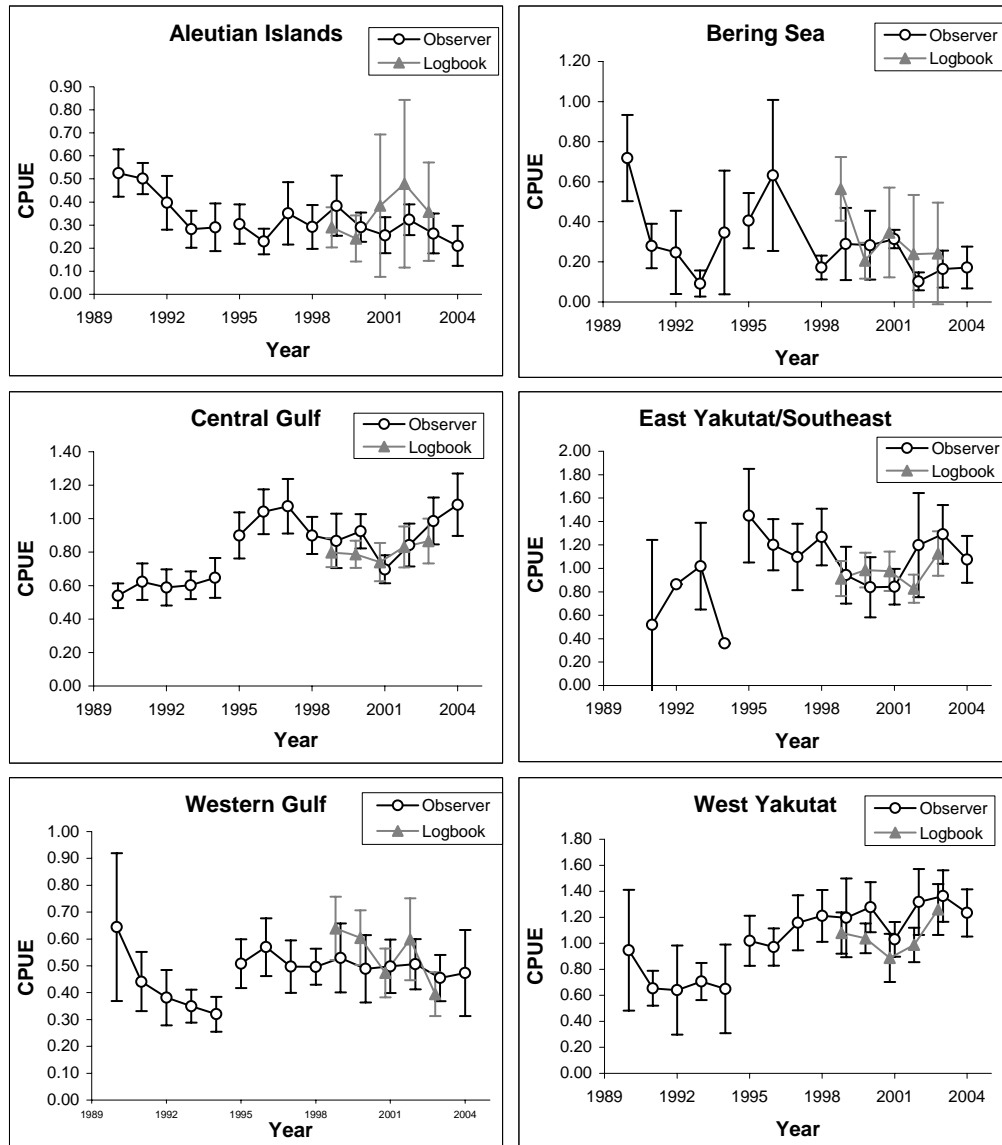 Aleutian Islands
Observer
Logbook
0.90
0.80
0.70
0.60
0.50
0.40
0.30
0.20
0.10
0.00
CPUE
1989 1992 1995 1998 2001 2004
Year
Bering Sea
Observer
Logbook
1.20
1.00
0.80
0.60
0.40
0.20
0.00
CPUE
1989 1992 1995 1998 2001 2004
Year
Central Gulf
Observer
Logbook
1.40
1.20
1.00
0.80
0.60
0.40
0.20
0.00
CPUE
1989 1992 1995 1998 2001 2004
Year
East Yakutat/Southeast
Observer
Logbook
2.00
1.80
1.60
1.40
1.20
1.00
0.80
0.60
0.40
0.20
0.00
CPUE
1989 1992 1995 1998 2001 2004
Year
Western Gulf
Observer
Logbook
1.00
0.90
0.80
0.70
0.60
0.50
0.40
0.30
0.20
0.10
0.00
CPUE
1989 1992 1995 1998 2001 2004
Year
West Yakutat
Observer
Logbook
1.80
1.60
1.40
1.20
1.00
0.80
0.60
0.40
0.20
0.00
CPUE
1989 1992 1995 1998 2001 2004
Year